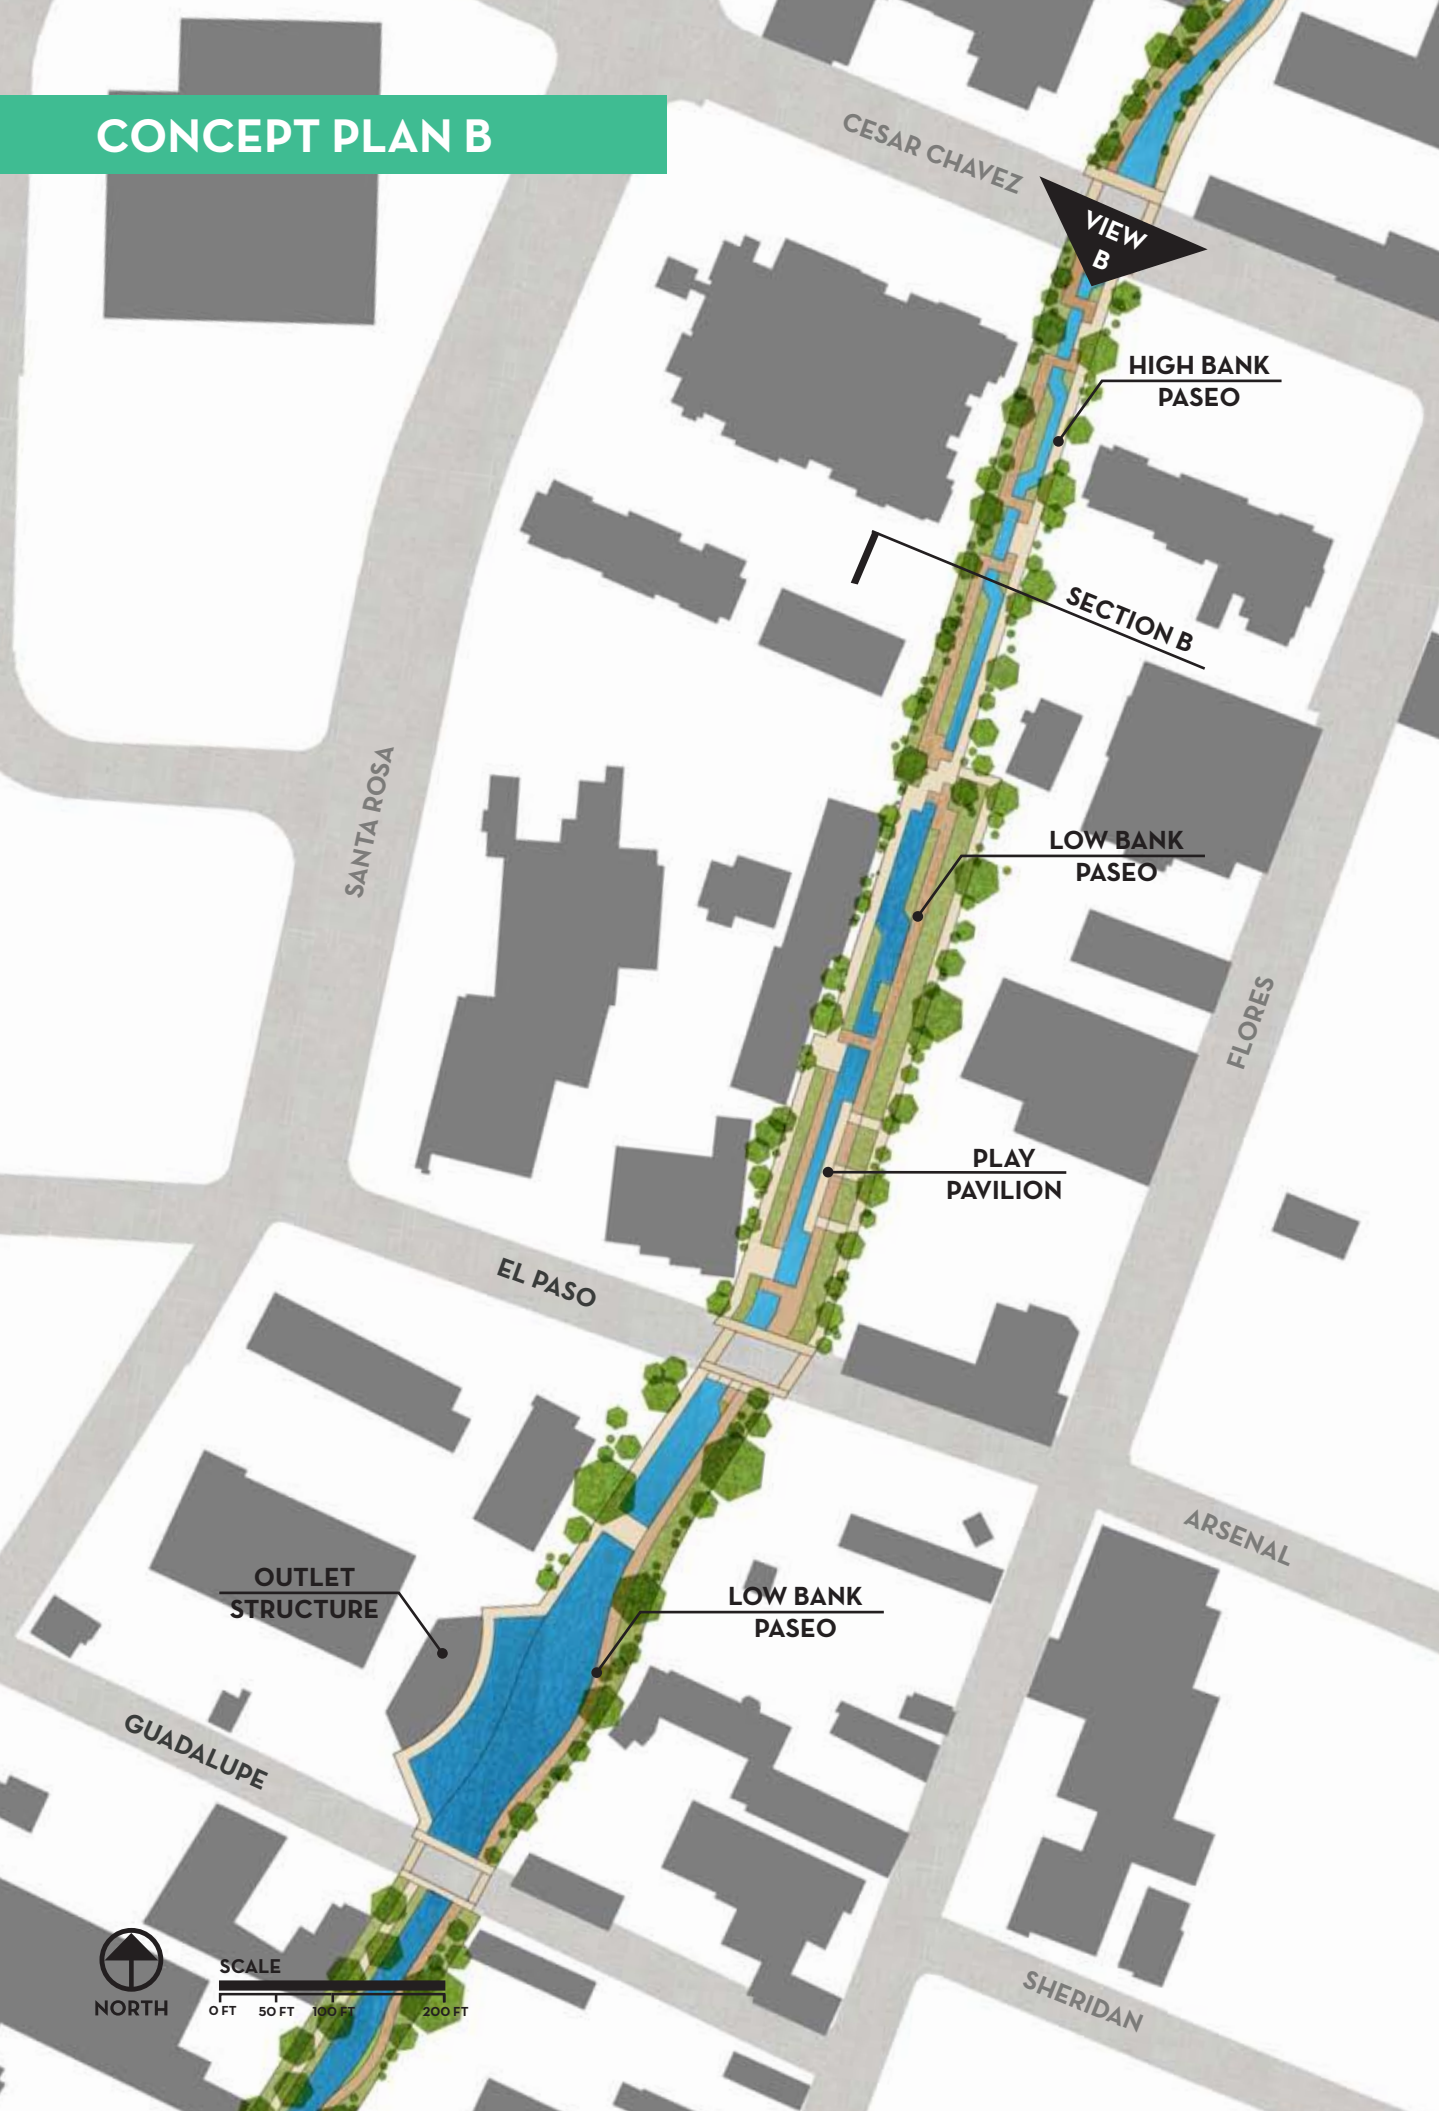 CONCEPT PLAN B
CESAR CHAVEZ
VIEW
B
HIGH BANK
PASEO
SECTION B
SANTA ROSA
LOW BANK
PASEO
FLORES
PLAY
PAVILION
EL PASO
ARSENAL
OUTLET
STRUCTURE
LOW BANK
PASEO
GUADALUPE
SCALE
NORTH
0 FT 50 FT 100 FT 200 FT
SHERIDAN